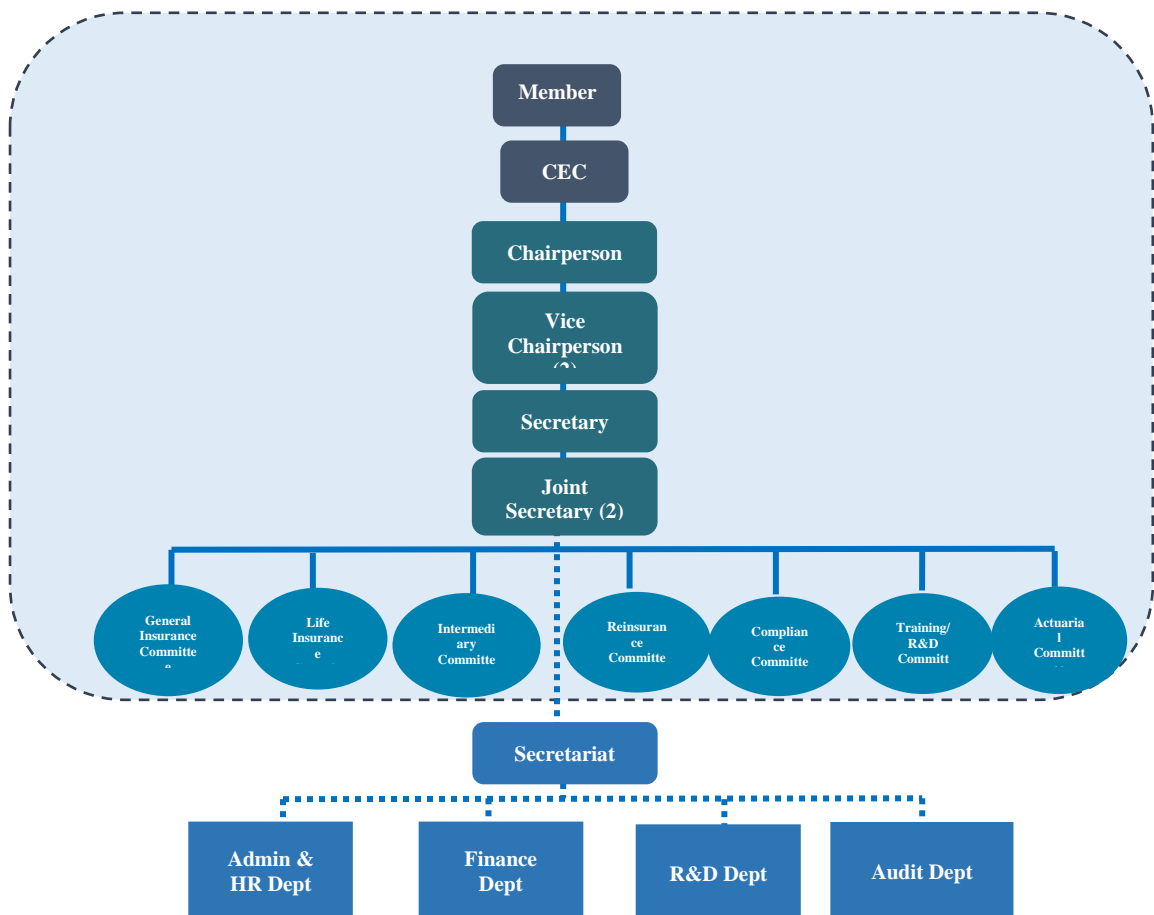 Member
CEC
Chairperson
Vice
Chairperson
(2)
Secretary
Joint
Secretary (2)
General
Insurance
Committe
e
Life
Insuranc
e
Intermedi
ary
Committe
Reinsuran
ce
Committe
Complian
ce
Committe
Training/
R&D
Committ
Actuaria
l
Committ
Secretariat
Admin &
HR Dept
Finance
Dept
R&D Dept
Audit Dept